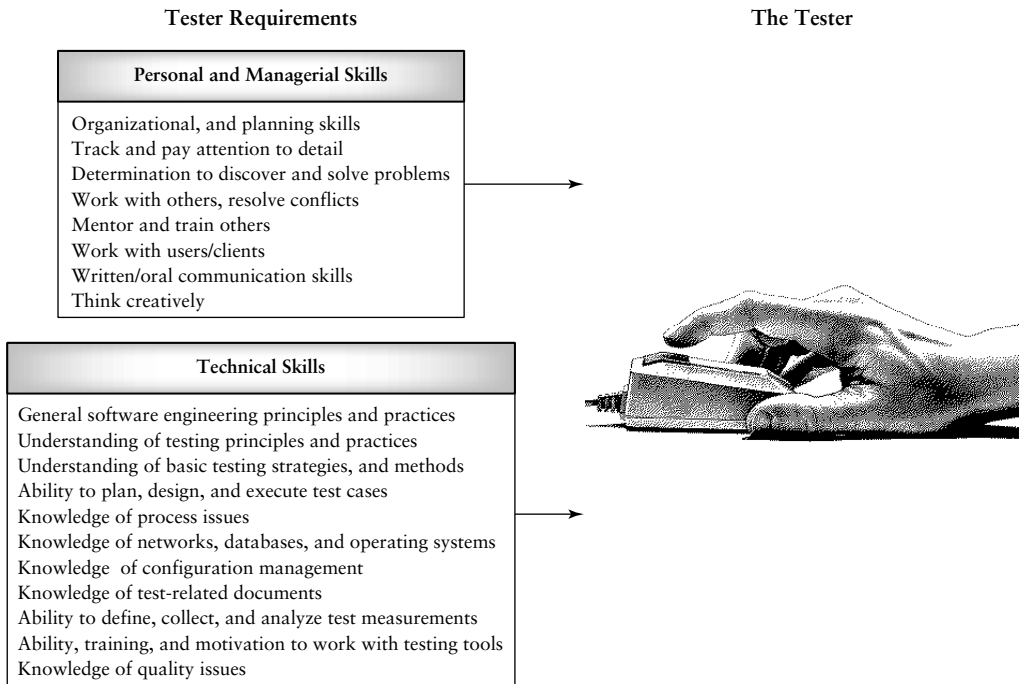 Tester Requirements
The Tester
Personal and Managerial Skills
Organizational, and planning skills
Track and pay attention to detail
Determination to discover and solve problems
Work with others, resolve conflicts
Mentor and train others
Work with users/clients
Written/oral communication skills
Think creatively
Technical Skills
General software engineering principles and practices
Understanding of testing principles and practices
Understanding of basic testing strategies, and methods
Ability to plan, design, and execute test cases
Knowledge of process issues
Knowledge of networks, databases, and operating systems
Knowledge of configuration management
Knowledge of test-related documents
Ability to define, collect, and analyze test measurements
Ability, training, and motivation to work with testing tools
Knowledge of quality issues